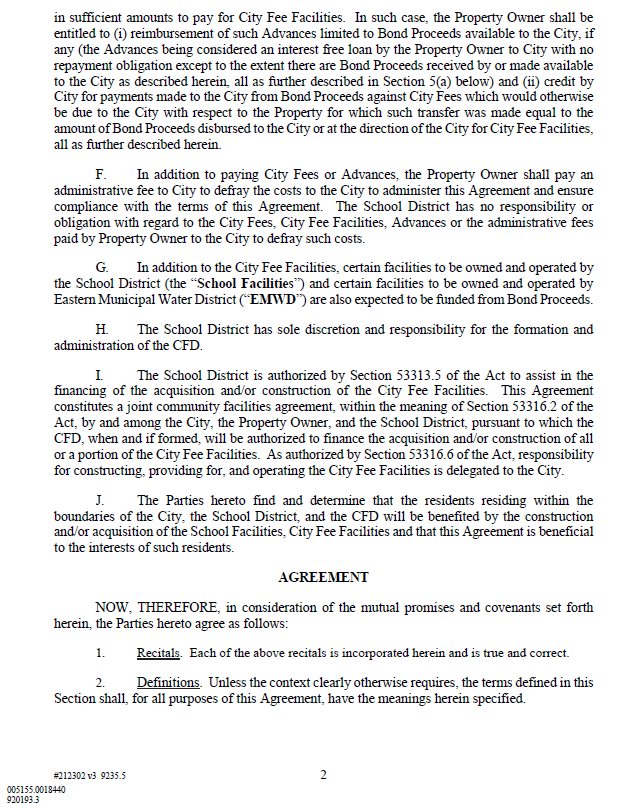 in sufficient amounts to pay for City Fee Facilities. In such case, the Property Owner shall be
entitled to (i) reimbursement of such Advances limited to Bond Proceeds available to the City, if
any (the Advances being considered an interest free loan by the Property Owner to City with no
repayment obligation except to the extent there are Bond Proceeds received by or made available
to the City as described herein, all as further described in Section 5(a) below) and (ii) credit by
City for payments made to the City from Bond Proceeds against City Fees which would otherwise
be due to the City with respect to the Property for which such transfer was made equal to the
amount of Bond Proceeds disbursed to the City or at the direction of the City for City Fee Facilities,
all as further described herein.
F. In addition to paying City Fees or Advances, the Property Owner shall pay an
administrative fee to City to defray the costs to the City to administer this Agreement and ensure
compliance with the terms of this Agreement. The School District has no responsibility or
obligation with regard to the City Fees, City Fee Facilities, Advances or the administrative fees
paid by Property Owner to the City to defray such costs.
G. In addition to the City Fee Facilities, certain facilities to be owned and operated by
the School District (the “School Facilities”) and certain facilities to be owned and operated by
Eastern Municipal Water District (“EMWD”) are also expected to be funded from Bond Proceeds.
H. The School District has sole discretion and responsibility for the formation and
administration of the CFD.
I. The School District is authorized by Section 53313.5 of the Act to assist in the
financing of the acquisition and/or construction of the City Fee Facilities. This Agreement
constitutes a joint community facilities agreement, within the meaning of Section 53316.2 of the
Act, by and among the City, the Property Owner, and the School District, pursuant to which the
CFD, when and if formed, will be authorized to finance the acquisition and/or construction of all
or a portion of the City Fee Facilities. As authorized by Section 53316.6 of the Act, responsibility
for constructing, providing for, and operating the City Fee Facilities is delegated to the City.
J. The Parties hereto find and determine that the residents residing within the
boundaries of the City, the School District, and the CFD will be benefited by the construction
and/or acquisition of the School Facilities, City Fee Facilities and that this Agreement is beneficial
to the interests of such residents.
AGREEMENT
NOW, THEREFORE, in consideration of the mutual promises and covenants set forth
herein, the Parties hereto agree as follows:
1. Recitals. Each of the above recitals is incorporated herein and is true and correct.
2. Definitions. Unless the context clearly otherwise requires, the terms defined in this
Section shall, for all purposes of this Agreement, have the meanings herein specified.
#212302 v3 9235.5
2
005155.0018440
920193.3